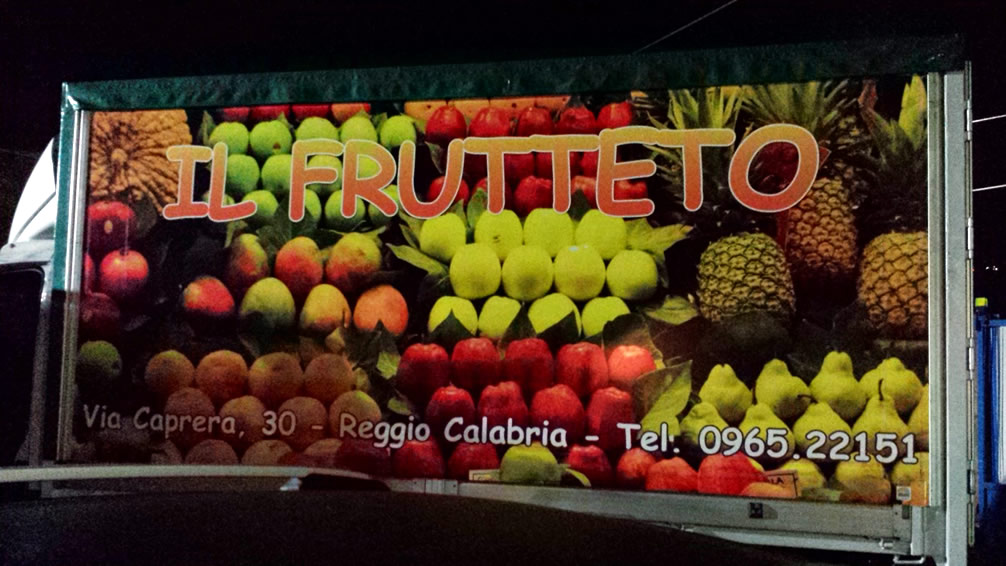 IL FRUTTETO
Via Caprera, 30 - Reggio Calabria - Tel: 0965.22151